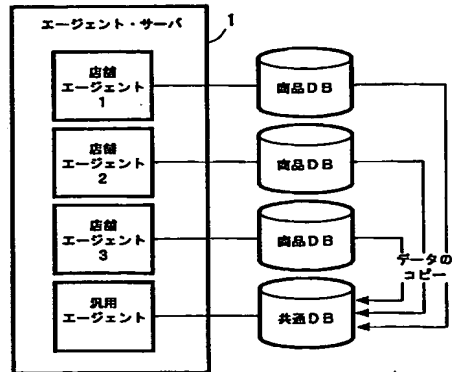 エージェント・サーバ
1
店舗
エージェント
1
商品DB
店舗
エージェント
2
商品DB
店舗
エージェント
3
商品DB
データの
コピー
汎用
エージェント
共通DB